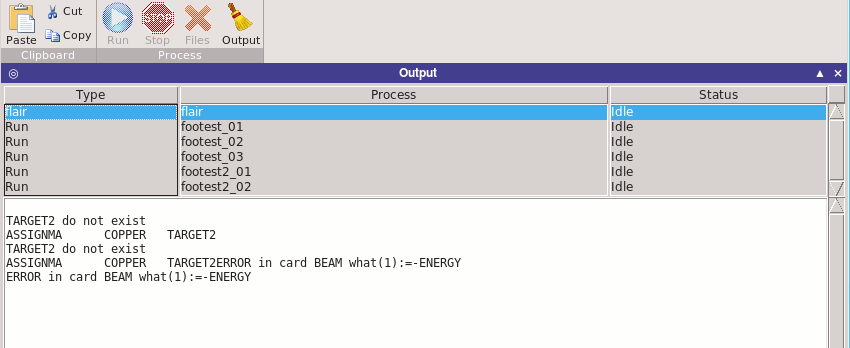 Cut
Copy
Paste Run Stop Files Output
Clipboard Process
Output
Type Process Status
flair flair Idle
Run footest_01 Idle
Run footest_02 Idle
Run footest_03 Idle
Run footest2_01 Idle
Run footest2_02 Idle
TARGET2 do not exist
ASSIGNMA COPPER TARGET2
TARGET2 do not exist
ASSIGNMA COPPER TARGET2ERROR in card BEAM what(1):=-ENERGY
ERROR in card BEAM what(1):=-ENERGY